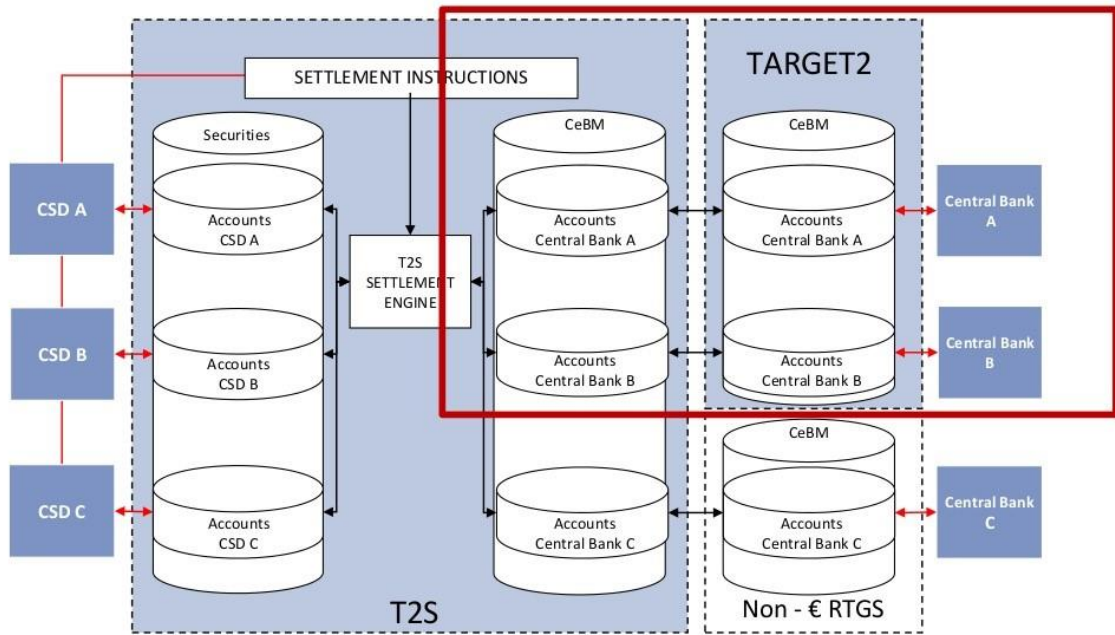 TARGET2
SETTLEMENT INSTRUCTIONS
Securities
CeBM
CeBM
CSD A
Accounts
CSD A
Accounts
Central Bank A
Accounts
Central Bank A
Central Bank
A
T2S
SETTLEMENT
ENGINE
CSD B
Accounts
CSD B
Accounts
Central Bank B
Accounts
Central Bank B
Central Bank
B
CeBM
CSD C
Accounts
CSD C
Accounts
Central Bank C
Accounts
Central Bank C
Central Bank
C
T2S
Non - € RTGS